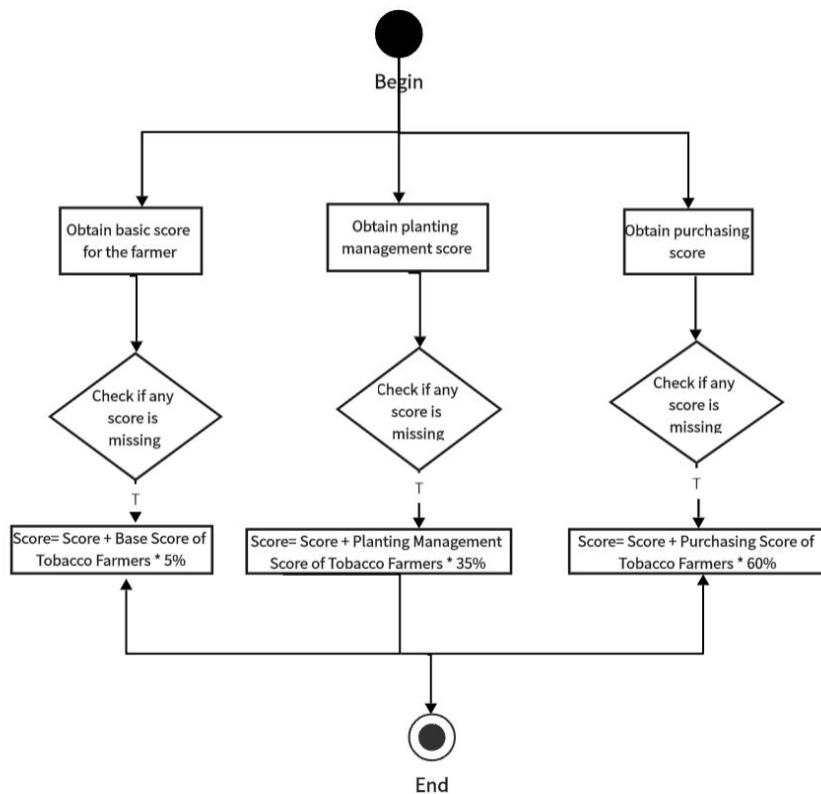 Begin
Obtain basic score
for the farmer
Obtain planting
management score
Obtain purchasing
score
Check if any
score is
missing
Check if any
score is
missing
Check if any
score is
missing
T
T
T
Score= Score + Base Score of
Tobacco Farmers * 5%
Score= Score + Planting Management
Score of Tobacco Farmers * 35%
Score= Score + Purchasing Score of
Tobacco Farmers * 60%
End